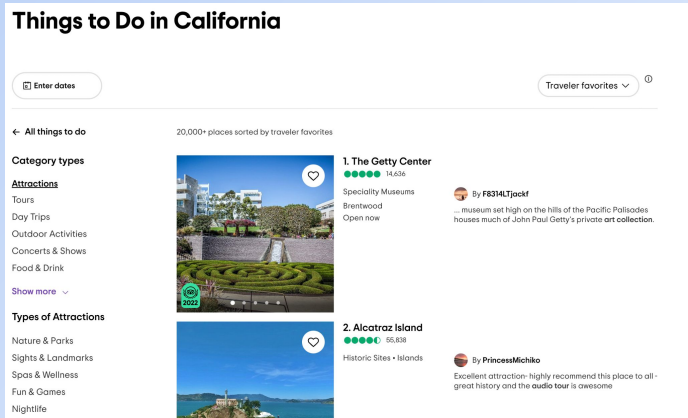 Things to Do in California
Enter dates
Traveler favorites
← All things to do
20,000+ places sorted by traveler favorites
Category types
Attractions
Tours
Day Trips
Outdoor Activities
Concerts & Shows
Food & Drink
Show more
Types of Attractions
Nature & Parks
Sights & Landmarks
Spas & Wellness
Fun & Games
Nightlife
2022
1. The Getty Center
14,636
Speciality Museums
Brentwood
Open now
By F8314LTjackf
... museum set high on the hills of the Pacific Palisades
houses much of John Paul Getty's private art collection.
2. Alcatraz Island
55,838
Historic Sites • Islands
By PrincessMichiko
Excellent attraction- highly recommend this place to all -
great history and the audio tour is awesome